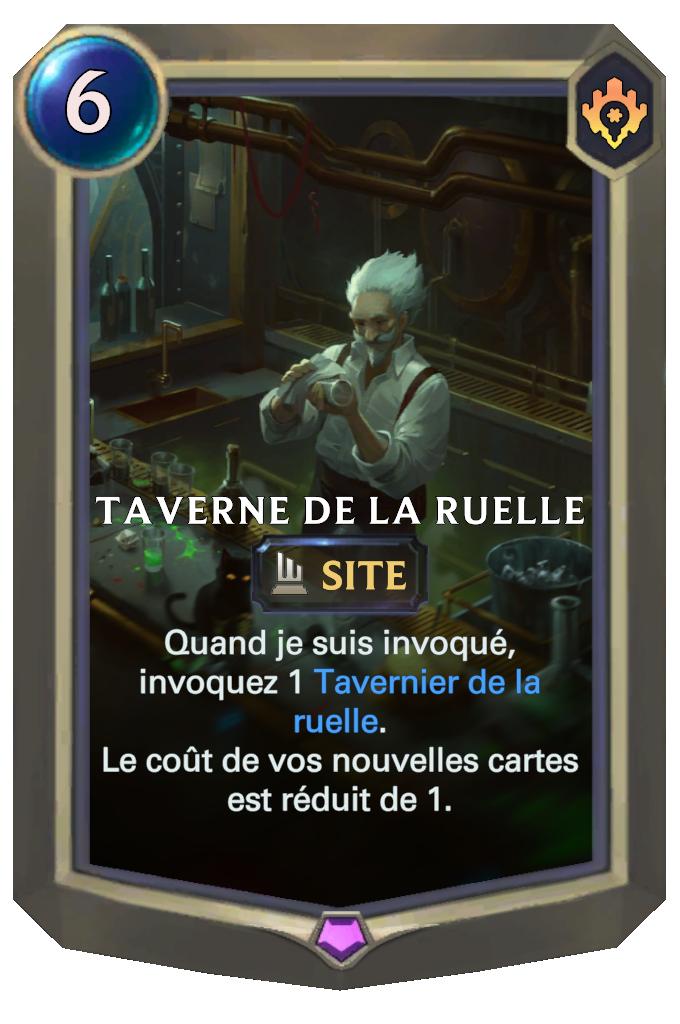 6
TAVERNE DE LA RUELLE
SITE
Quand je suis invoqué,
invoquez 1 Tavernier de la
ruelle.
Le coût de vos nouvelles cartes
est réduit de 1.